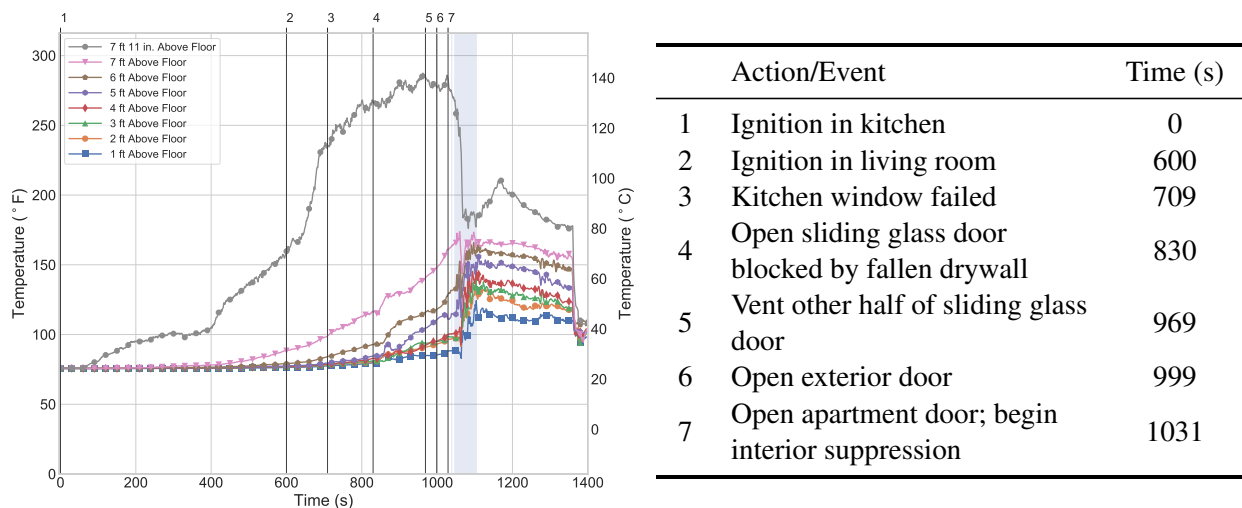 1 2 3 4 5 6 7
300
250
200
150
100
50
0
Temperature (°F)
7 ft 11 in. Above Floor
7 ft Above Floor
6 ft Above Floor
5 ft Above Floor
4 ft Above Floor
3 ft Above Floor
2 ft Above Floor
1 ft Above Floor
140
120
100
80
60
40
20
0
Temperature (°C)
0 200 400 600 800 1000 1200 1400
Time (s)
Action/Event Time (s)
1 Ignition in kitchen 0
2 Ignition in living room 600
3 Kitchen window failed 709
4 Open sliding glass door 830
blocked by fallen drywall
5 Vent other half of sliding glass 969
door
6 Open exterior door 999
7 Open apartment door; begin 1031
interior suppression